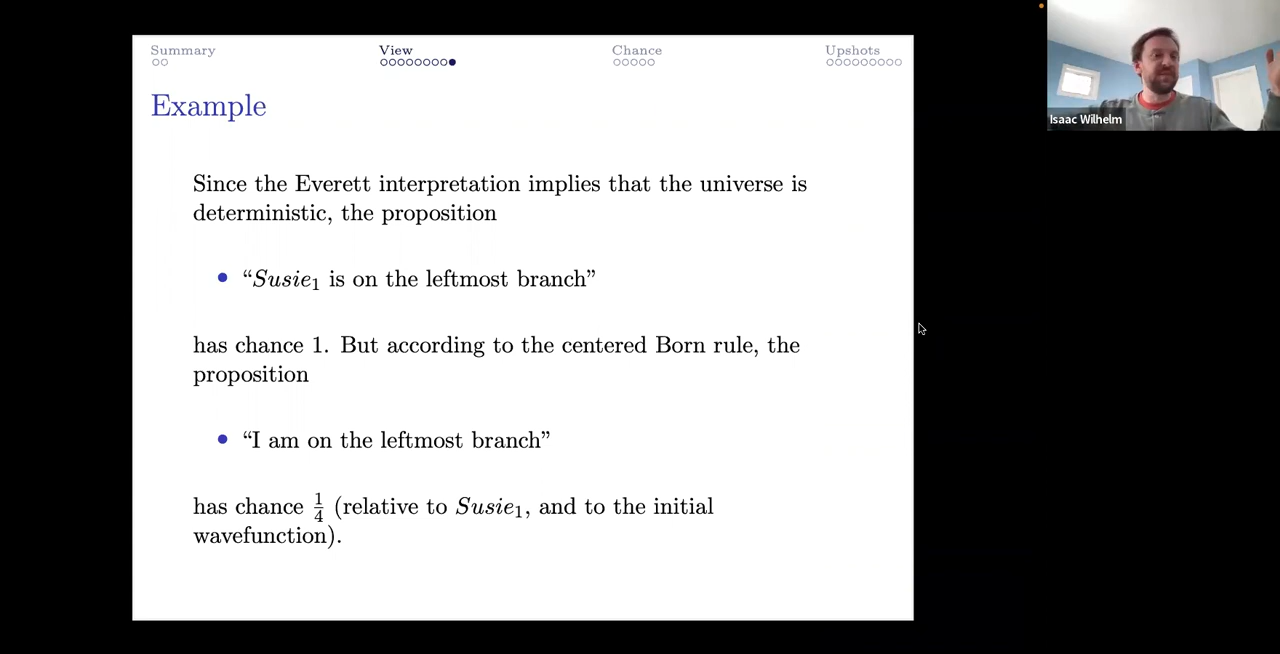 Summary View Chance Upshots
Example
Since the Everett interpretation implies that the universe is
deterministic, the proposition
• “Susie₁ is on the leftmost branch”
has chance 1. But according to the centered Born rule, the
proposition
• “I am on the leftmost branch”
has chance 1/4 (relative to Susie₁, and to the initial
wavefunction).
Isaac Wilhelm